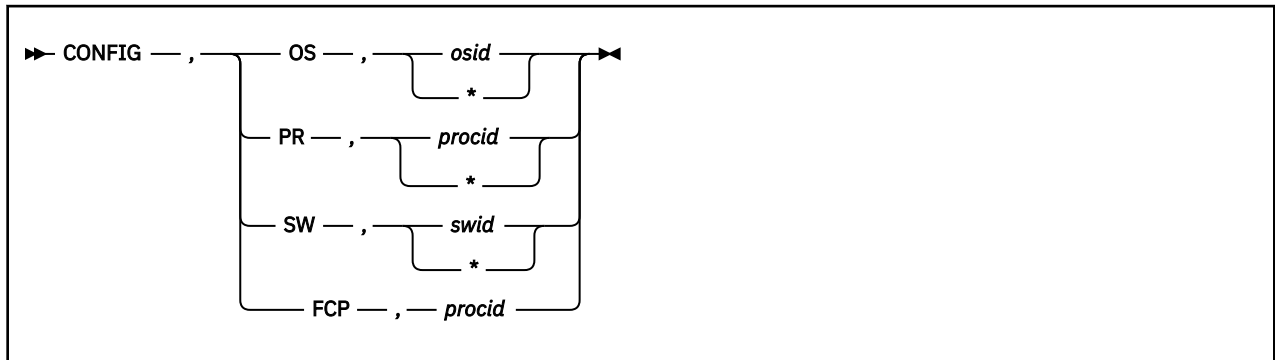 CONFIG , OS , osid
*
PR , procid
*
SW , swid
*
FCP , procid